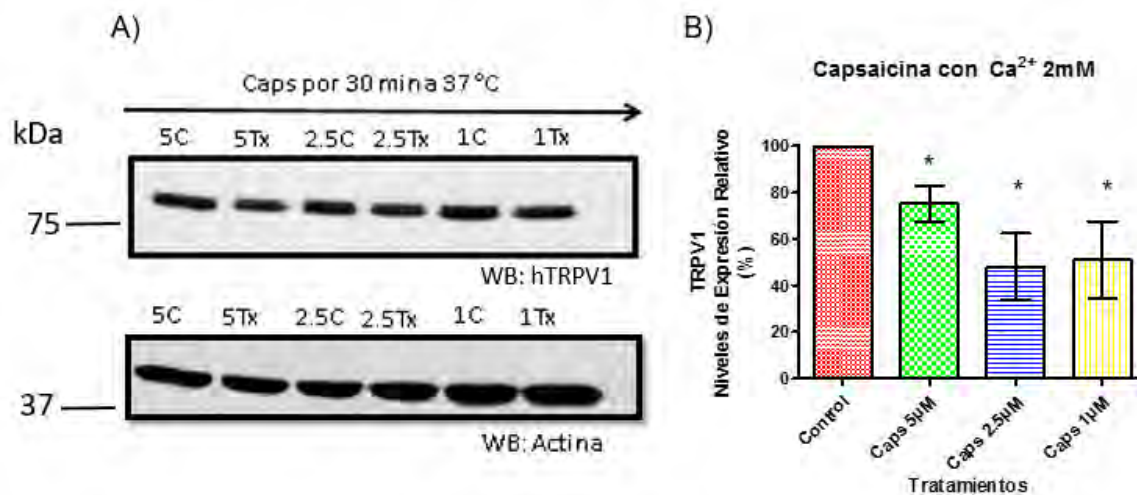 A)
Caps por 30 min a 37 °C
kDa
5C 5Tx 2.5C 2.5Tx 1C 1Tx
75
WB: hTRPV1
5C 5Tx 2.5C 2.5Tx 1C 1Tx
37
WB: Actina
B)
Capsaicina con Ca²⁺ 2mM
TRPV1
Niveles de Expresión Relativo
(%)
100
80
60
40
20
0
* * *
Control
Caps 5µM
Caps 2.5µM
Caps 1µM
Tratamientos